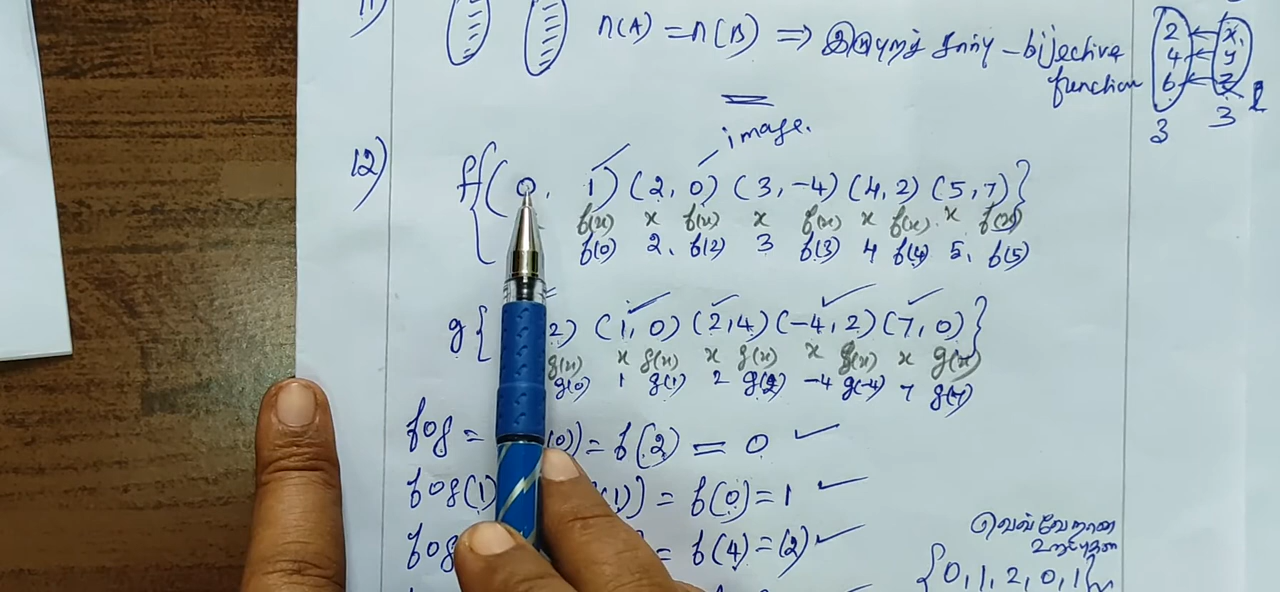 11) n(A) = n(B) ⇒ இருபுறச் சார்பு - bijective function
2 ← x
4 ← y
6 ← z
3 3
image.
12) f{(0, 1) (2, 0) (3, -4) (4, 2) (5, 7)}
f(x) x f(x) x f(x) x f(x) x f(x)
f(0) 2. f(2) 3 f(3) 4 f(4) 5. f(5)
g{ 2) (1, 0) (2, 4) (-4, 2) (7, 0)}
g(x) x g(x) x g(x) x g(x) x g(x)
g(0) 1 g(1) 2 g(2) -4 g(-4) 7 g(7)
fog = (0)) = f(2) = 0
fog(1) (1)) = f(0) = 1
fog = f(4) = (2)
வெவ்வேறான
உறுப்புகள்
{0, 1, 2, 0, 1}